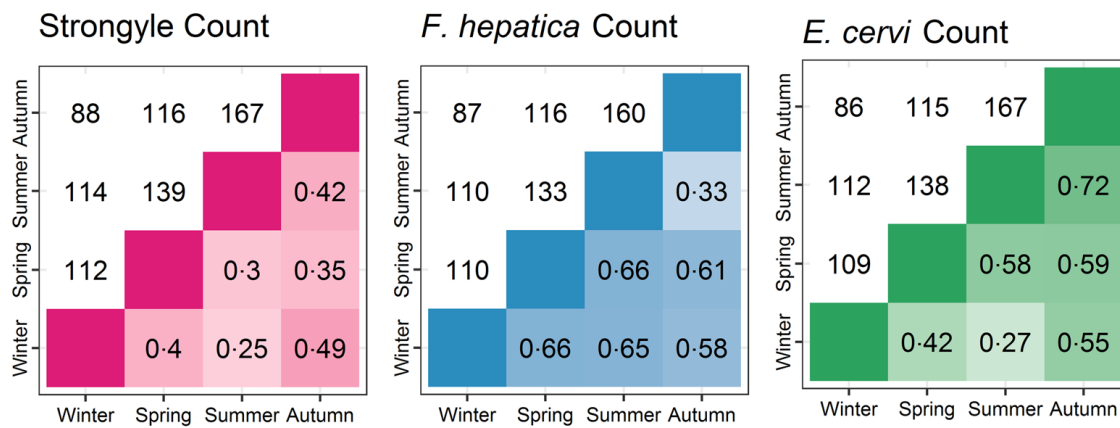 Strongyle Count
Autumn
88 116 167
Summer
114 139 0·42
Spring
112 0·3 0·35
Winter
0·4 0·25 0·49
Winter Spring Summer Autumn
F. hepatica Count
Autumn
87 116 160
Summer
110 133 0·33
Spring
110 0·66 0·61
Winter
0·66 0·65 0·58
Winter Spring Summer Autumn
E. cervi Count
Autumn
86 115 167
Summer
112 138 0·72
Spring
109 0·58 0·59
Winter
0·42 0·27 0·55
Winter Spring Summer Autumn